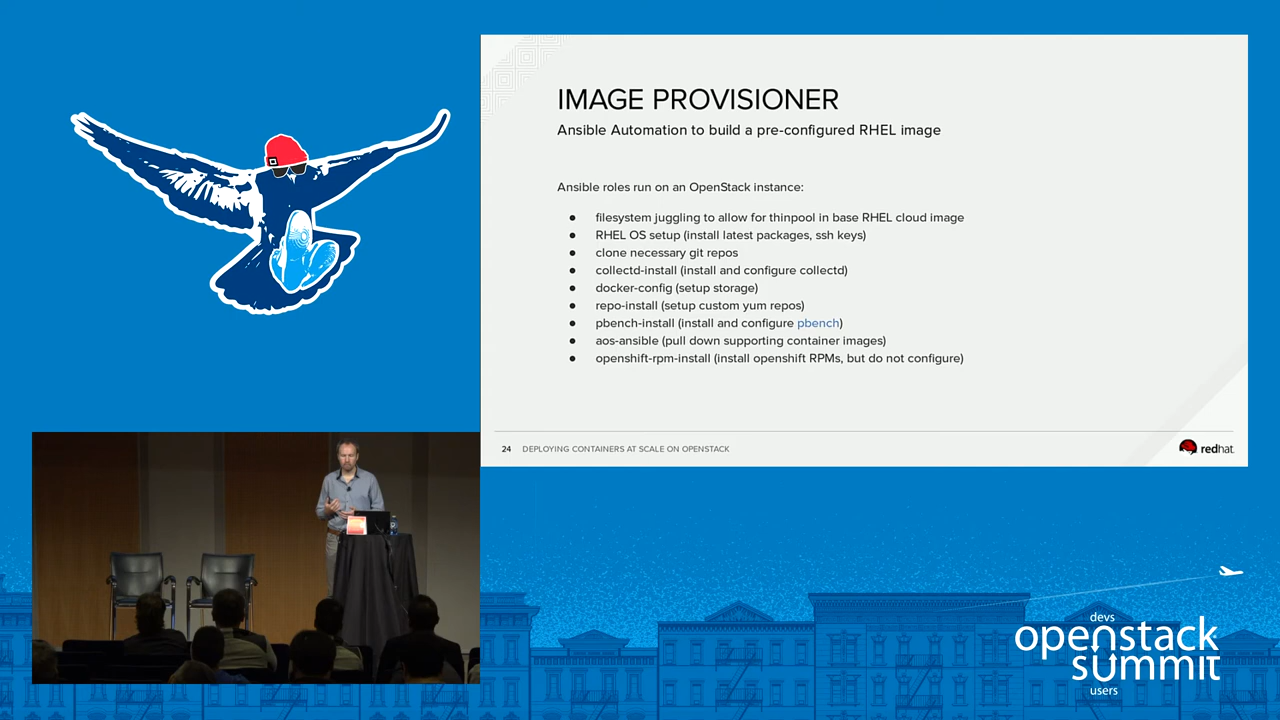 IMAGE PROVISIONER
Ansible Automation to build a pre-configured RHEL image
Ansible roles run on an OpenStack instance:
● filesystem juggling to allow for thinpool in base RHEL cloud image
● RHEL OS setup (install latest packages, ssh keys)
● clone necessary git repos
● collectd-install (install and configure collectd)
● docker-config (setup storage)
● repo-install (setup custom yum repos)
● pbench-install (install and configure pbench)
● aos-ansible (pull down supporting container images)
● openshift-rpm-install (install openshift RPMs, but do not configure)
24 DEPLOYING CONTAINERS AT SCALE ON OPENSTACK
redhat.
devs
openstack
summit
users